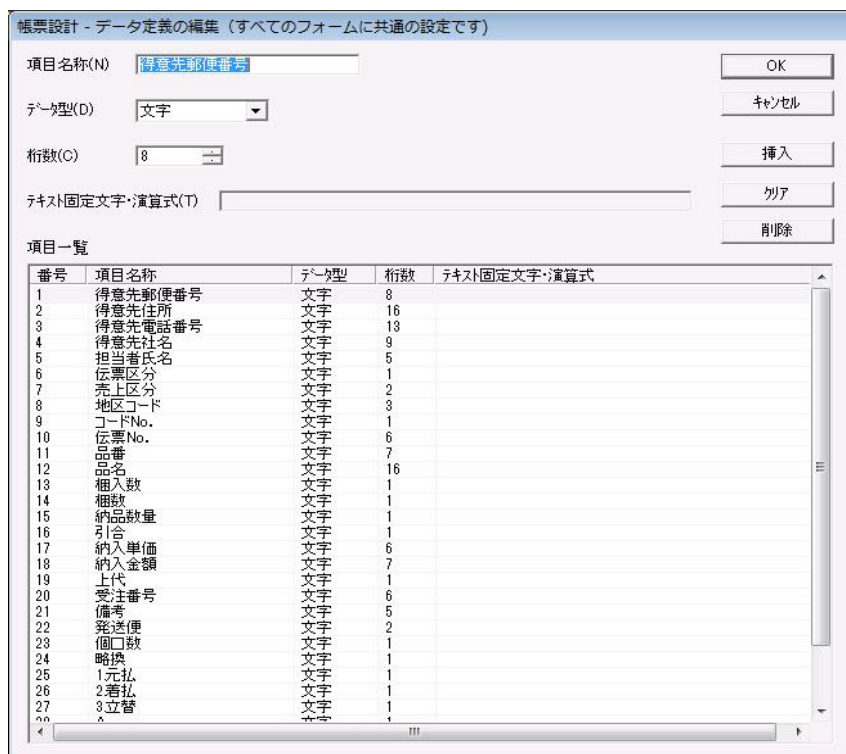 帳票設計 - データ定義の編集（すべてのフォームに共通の設定です)
項目名称(N) 得意先郵便番号 OK
データ型(D) 文字 キャンセル
桁数(C) 8 挿入
テキスト固定文字・演算式(T) クリア
削除
項目一覧
番号 項目名称 データ型 桁数 テキスト固定文字・演算式
1 得意先郵便番号 文字 8
2 得意先住所 文字 16
3 得意先電話番号 文字 13
4 得意先社名 文字 9
5 担当者氏名 文字 5
6 伝票区分 文字 1
7 売上区分 文字 2
8 地区コード 文字 3
9 コードNo. 文字 1
10 伝票No. 文字 6
11 品番 文字 7
12 品名 文字 16
13 梱入数 文字 1
14 梱数 文字 1
15 納品数量 文字 1
16 引合 文字 1
17 納入単価 文字 6
18 納入金額 文字 7
19 上代 文字 1
20 受注番号 文字 6
21 備考 文字 5
22 発送便 文字 2
23 個口数 文字 1
24 略換 文字 1
25 1元払 文字 1
26 2着払 文字 1
27 3立替 文字 1